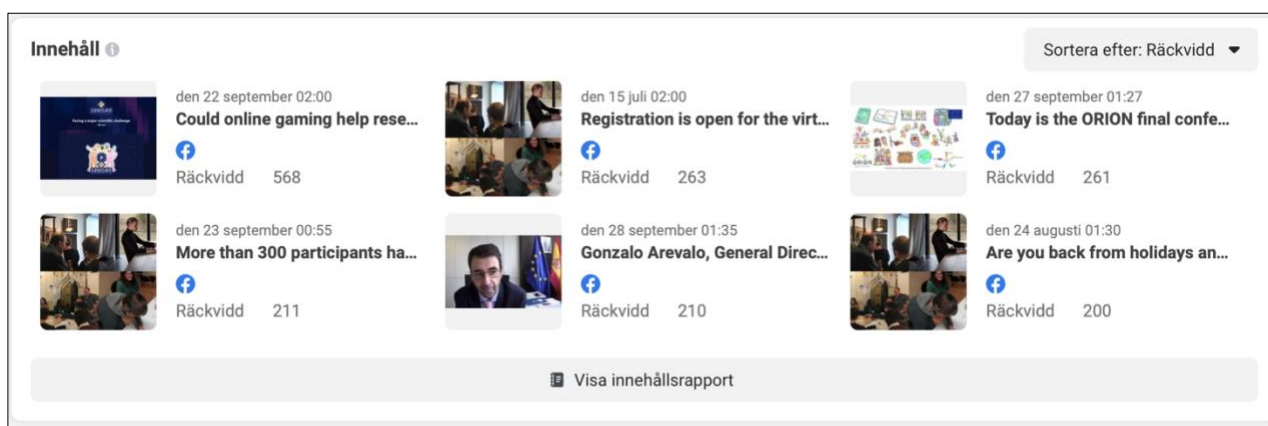 Innehåll
Sortera efter: Räckvidd
den 22 september 02:00
Could online gaming help rese...
Räckvidd 568
den 15 juli 02:00
Registration is open for the virt...
Räckvidd 263
den 27 september 01:27
Today is the ORION final confe...
Räckvidd 261
den 23 september 00:55
More than 300 participants ha...
Räckvidd 211
den 28 september 01:35
Gonzalo Arevalo, General Direc...
Räckvidd 210
den 24 augusti 01:30
Are you back from holidays an...
Räckvidd 200
Visa innehållsrapport